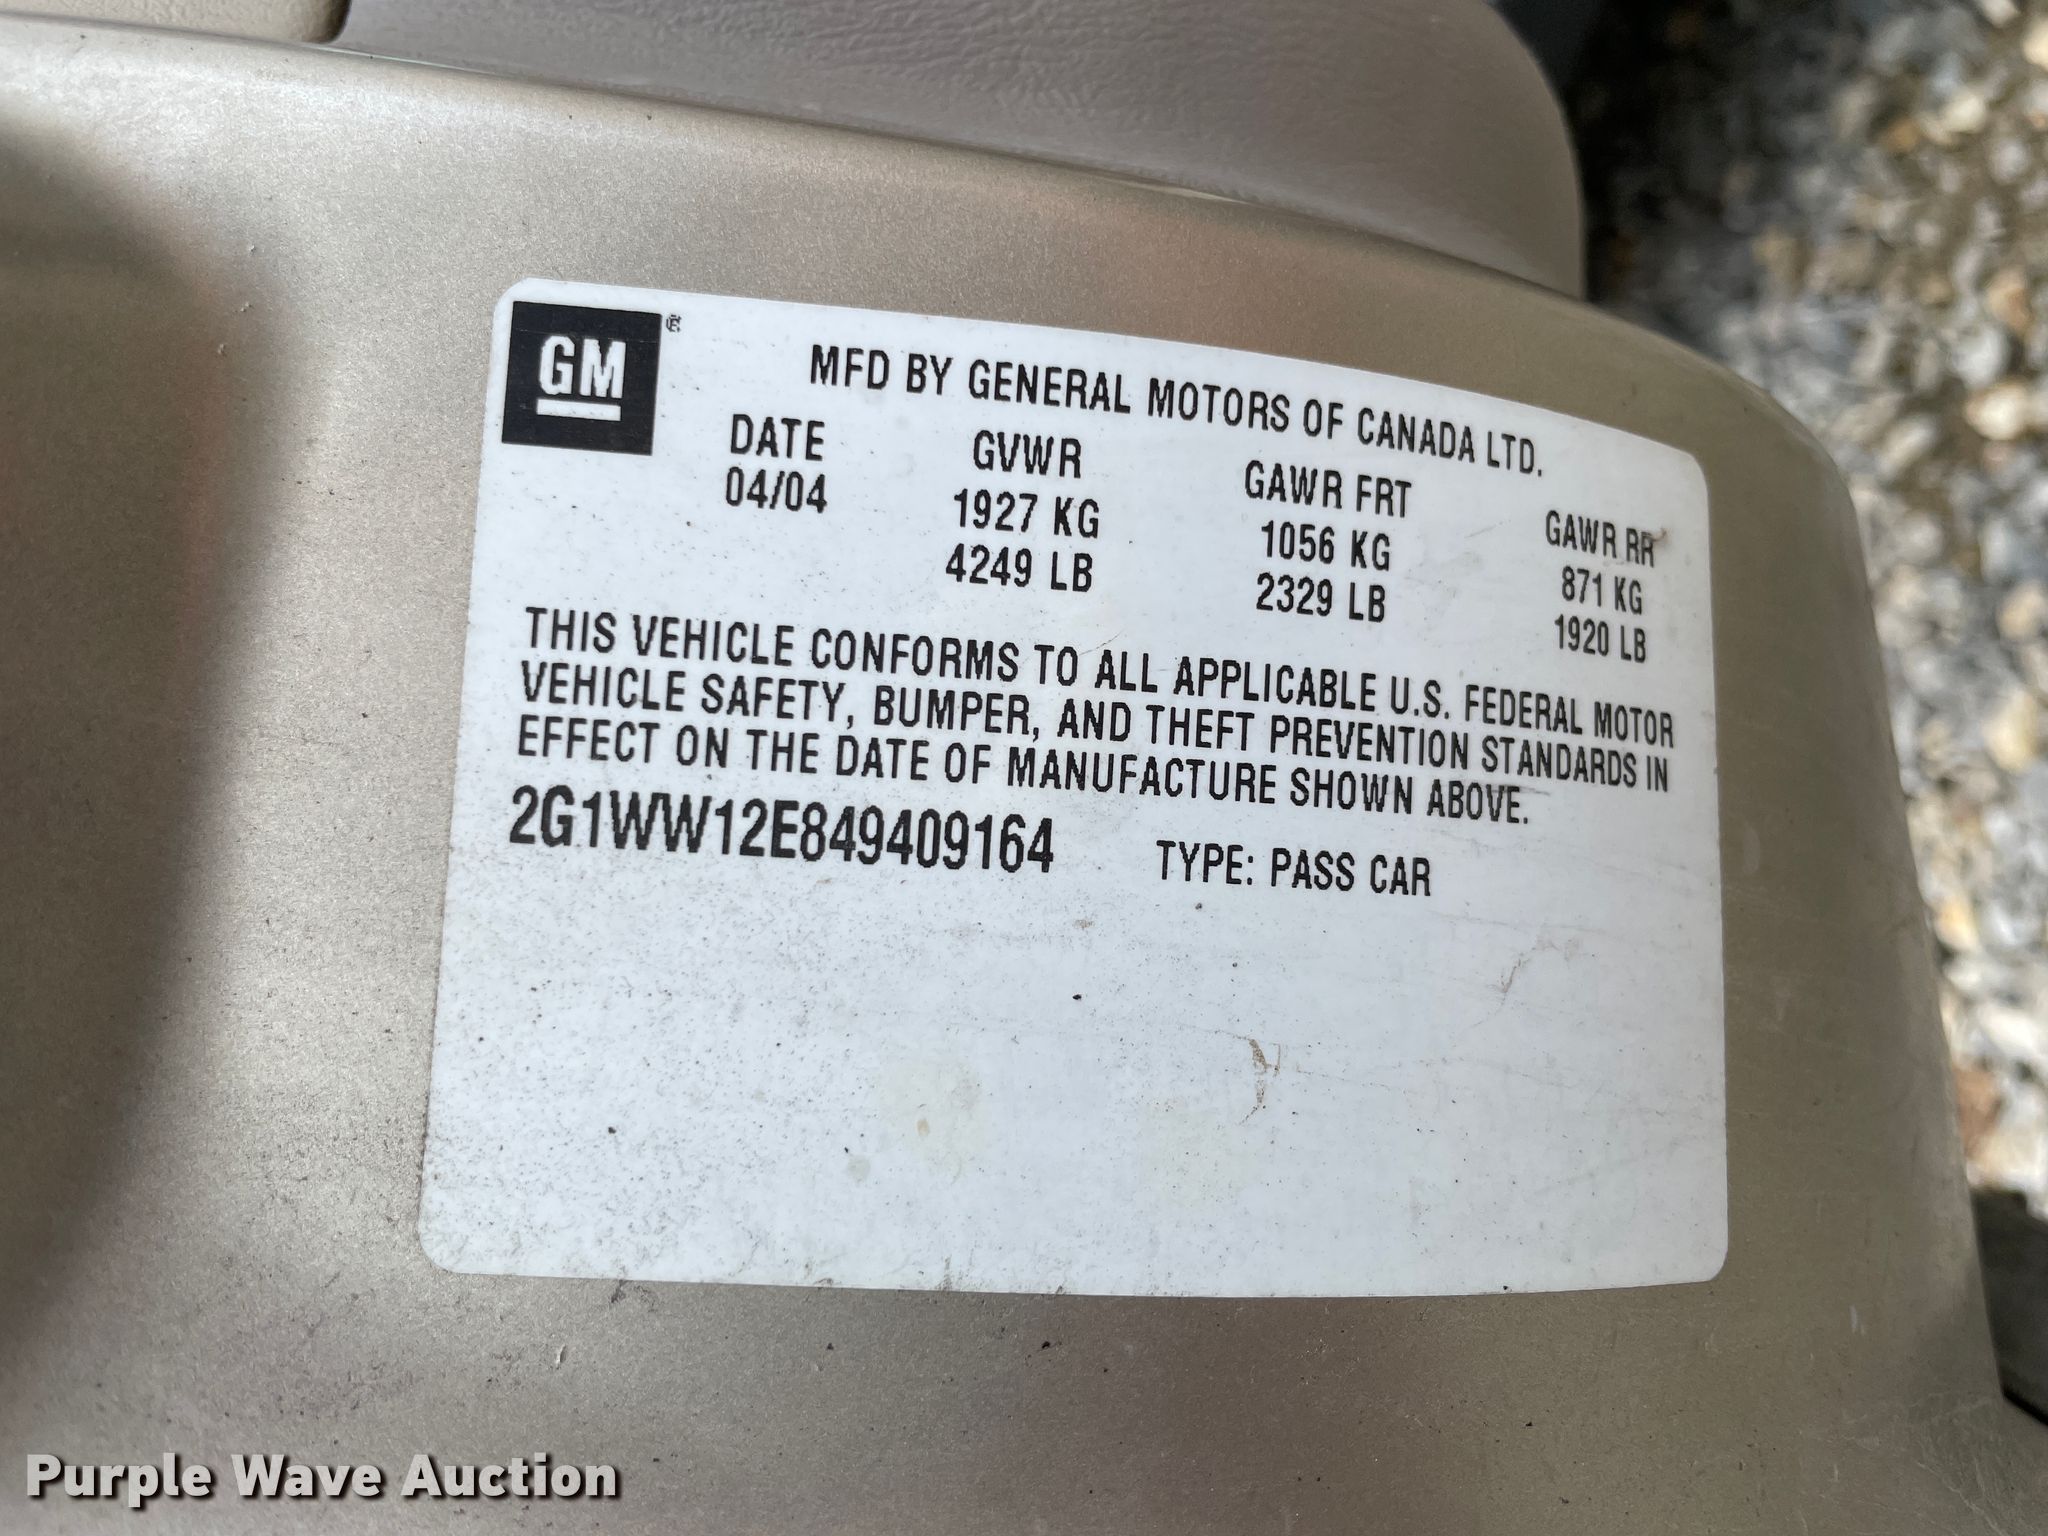 GM ®
MFD BY GENERAL MOTORS OF CANADA LTD.
DATE GVWR GAWR FRT GAWR RR
04/04 1927 KG 1056 KG 871 KG
4249 LB 2329 LB 1920 LB
THIS VEHICLE CONFORMS TO ALL APPLICABLE U.S. FEDERAL MOTOR
VEHICLE SAFETY, BUMPER, AND THEFT PREVENTION STANDARDS IN
EFFECT ON THE DATE OF MANUFACTURE SHOWN ABOVE.
2G1WW12E849409164 TYPE: PASS CAR
Purple Wave Auction